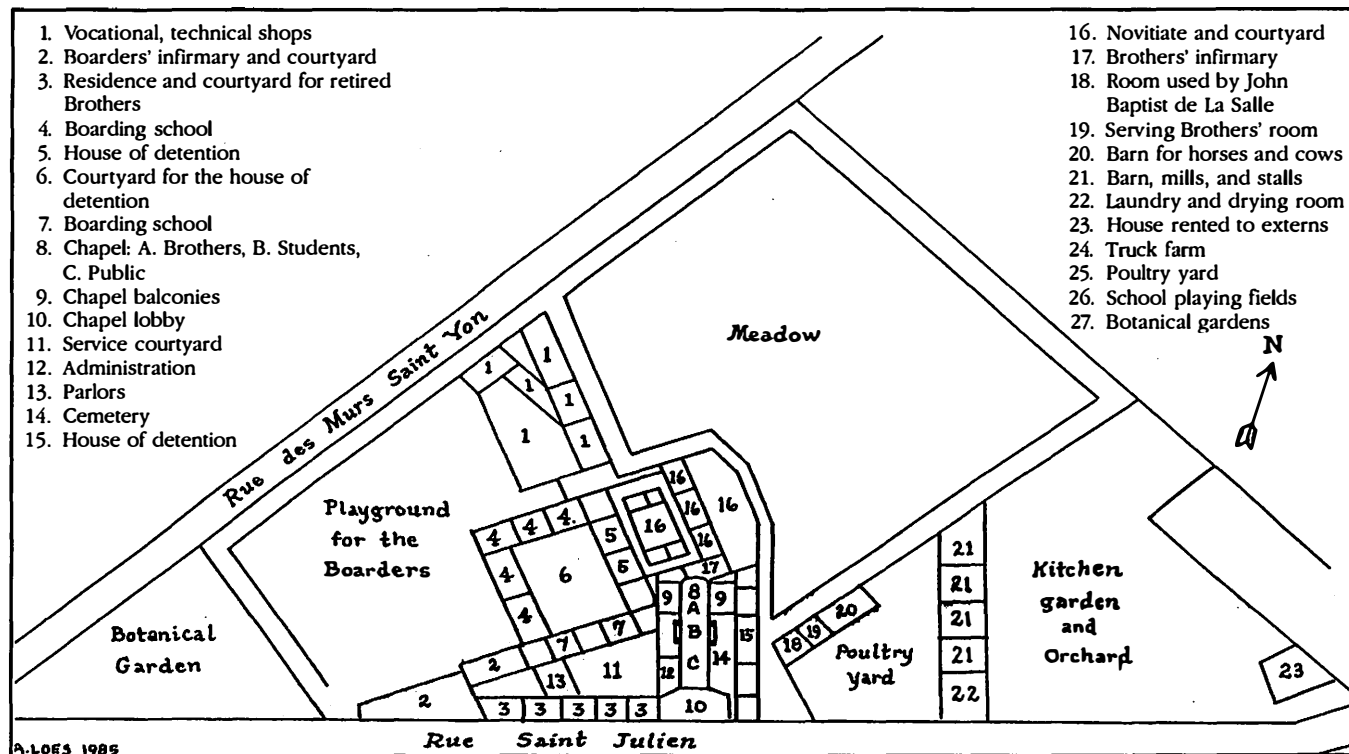 1. Vocational, technical shops
2. Boarders' infirmary and courtyard
3. Residence and courtyard for retired
Brothers
4. Boarding school
5. House of detention
6. Courtyard for the house of
detention
7. Boarding school
8. Chapel: A. Brothers, B. Students,
C. Public
9. Chapel balconies
10. Chapel lobby
11. Service courtyard
12. Administration
13. Parlors
14. Cemetery
15. House of detention
16. Novitiate and courtyard
17. Brothers' infirmary
18. Room used by John
Baptist de La Salle
19. Serving Brothers' room
20. Barn for horses and cows
21. Barn, mills, and stalls
22. Laundry and drying room
23. House rented to externs
24. Truck farm
25. Poultry yard
26. School playing fields
27. Botanical gardens
N
Rue des Murs Saint Yon
Meadow
1
1
1
1
1
1
Playground
for the
Boarders
4
4
4.
4
4
5
5
6
16
16
16
16
16
17
7
7
2
2
13
11
3
3
3
3
3
9
8
A
B
C
9
12
14
15
10
18
19
20
Poultry
yard
21
21
21
21
22
Kitchen
garden
and
Orchard
23
Botanical
Garden
Rue Saint Julien
A.LOES 1985